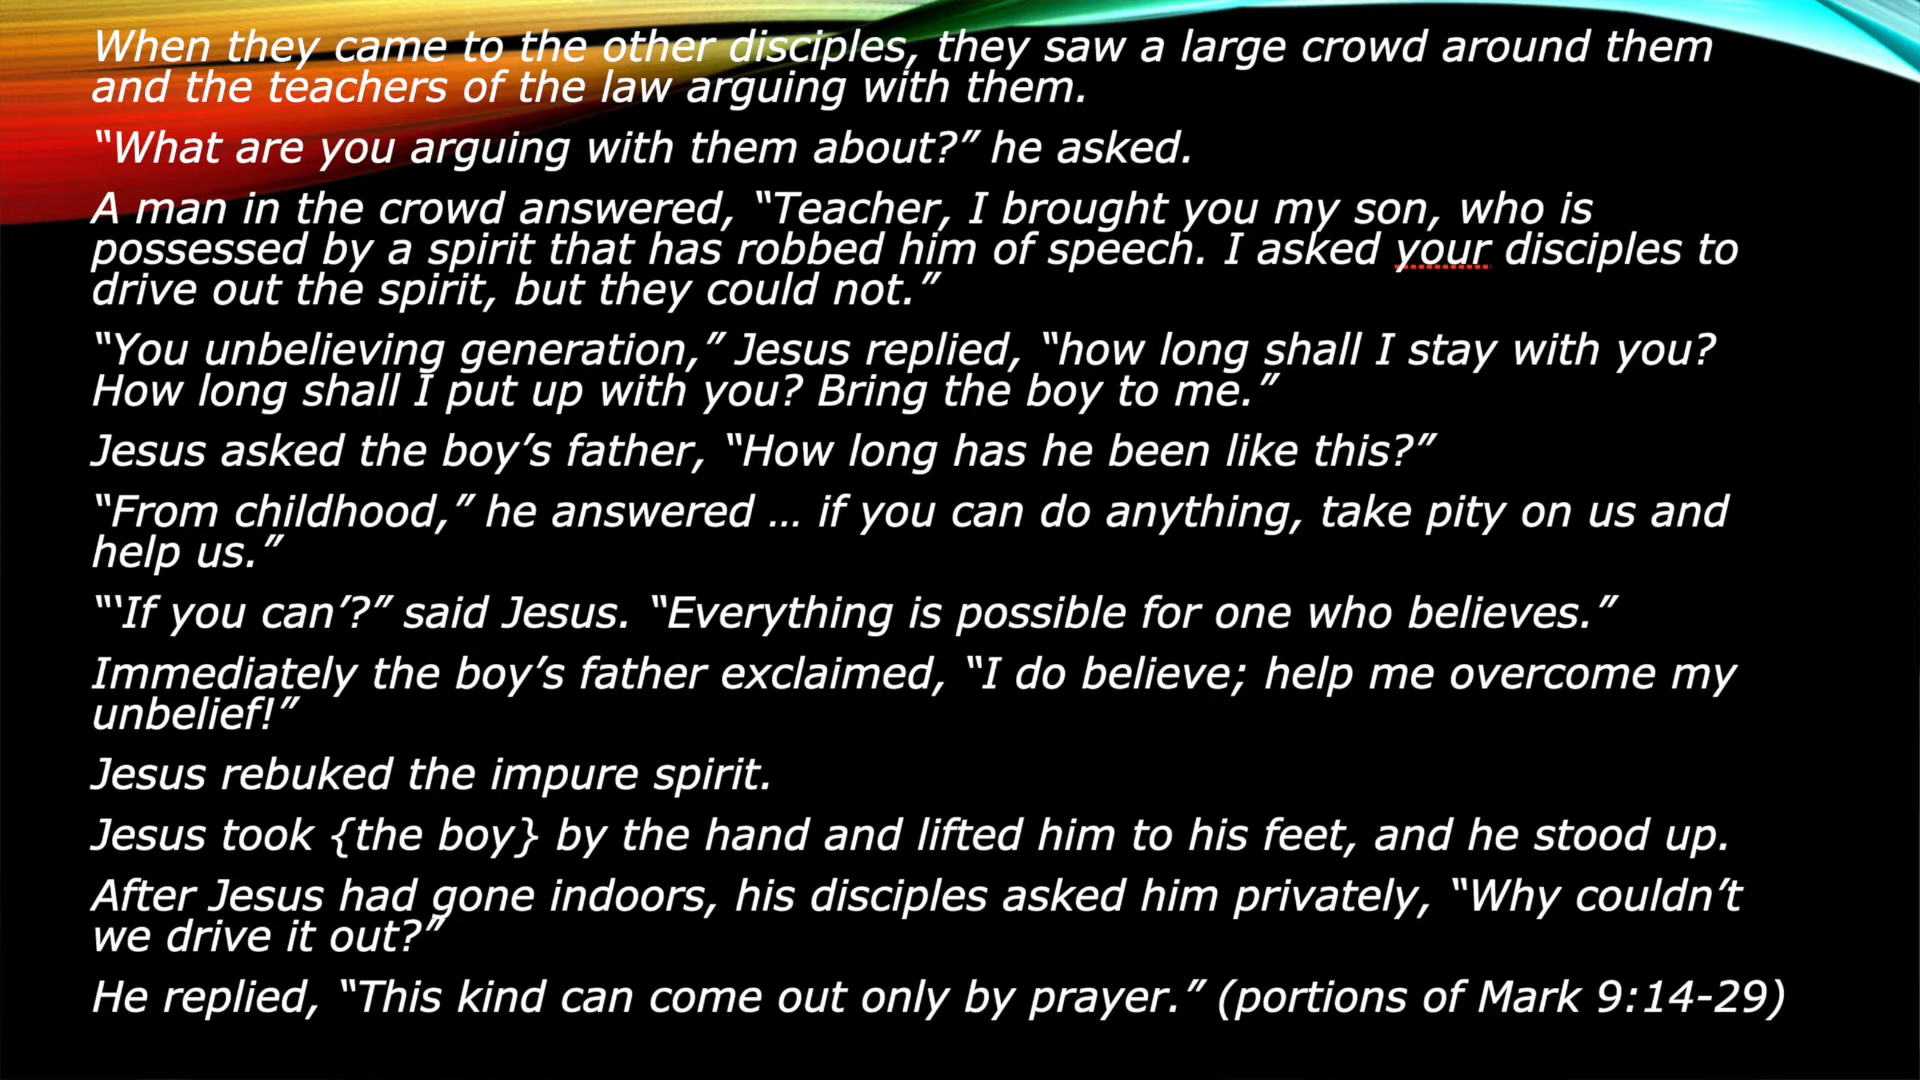 When they came to the other disciples, they saw a large crowd around them
and the teachers of the law arguing with them.
“What are you arguing with them about?” he asked.
A man in the crowd answered, “Teacher, I brought you my son, who is
possessed by a spirit that has robbed him of speech. I asked your disciples to
drive out the spirit, but they could not.”
“You unbelieving generation,” Jesus replied, “how long shall I stay with you?
How long shall I put up with you? Bring the boy to me.”
Jesus asked the boy’s father, “How long has he been like this?”
“From childhood,” he answered … if you can do anything, take pity on us and
help us.”
“‘If you can’?” said Jesus. “Everything is possible for one who believes.”
Immediately the boy’s father exclaimed, “I do believe; help me overcome my
unbelief!”
Jesus rebuked the impure spirit.
Jesus took {the boy} by the hand and lifted him to his feet, and he stood up.
After Jesus had gone indoors, his disciples asked him privately, “Why couldn’t
we drive it out?”
He replied, “This kind can come out only by prayer.” (portions of Mark 9:14-29)